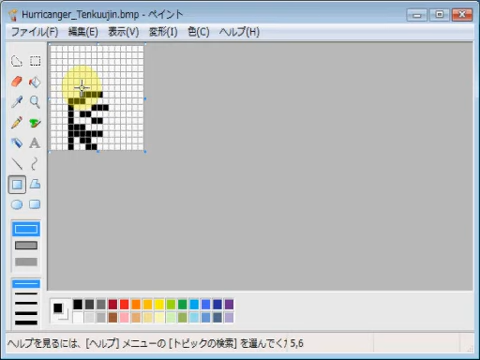 Hurricanger_Tenkuujin.bmp - ペイント
ファイル(F) 編集(E) 表示(V) 変形(I) 色(C) ヘルプ(H)
A
ヘルプを見るには、[ヘルプ] メニューの [トピックの検索] を選んでく
5,6